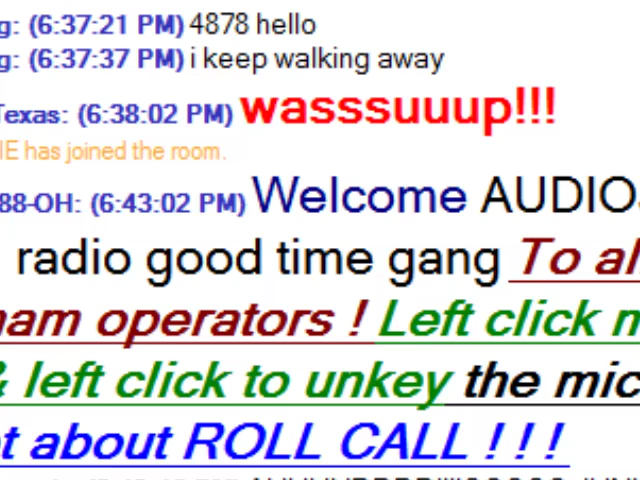 g: (6:37:21 PM) 4878 hello
g: (6:37:37 PM) i keep walking away
Texas: (6:38:02 PM) wasssuuup!!!
IE has joined the room.
88-OH: (6:43:02 PM) Welcome AUDIO
radio good time gang To al
ham operators ! Left click m
& left click to unkey the mic
t about ROLL CALL ! ! !